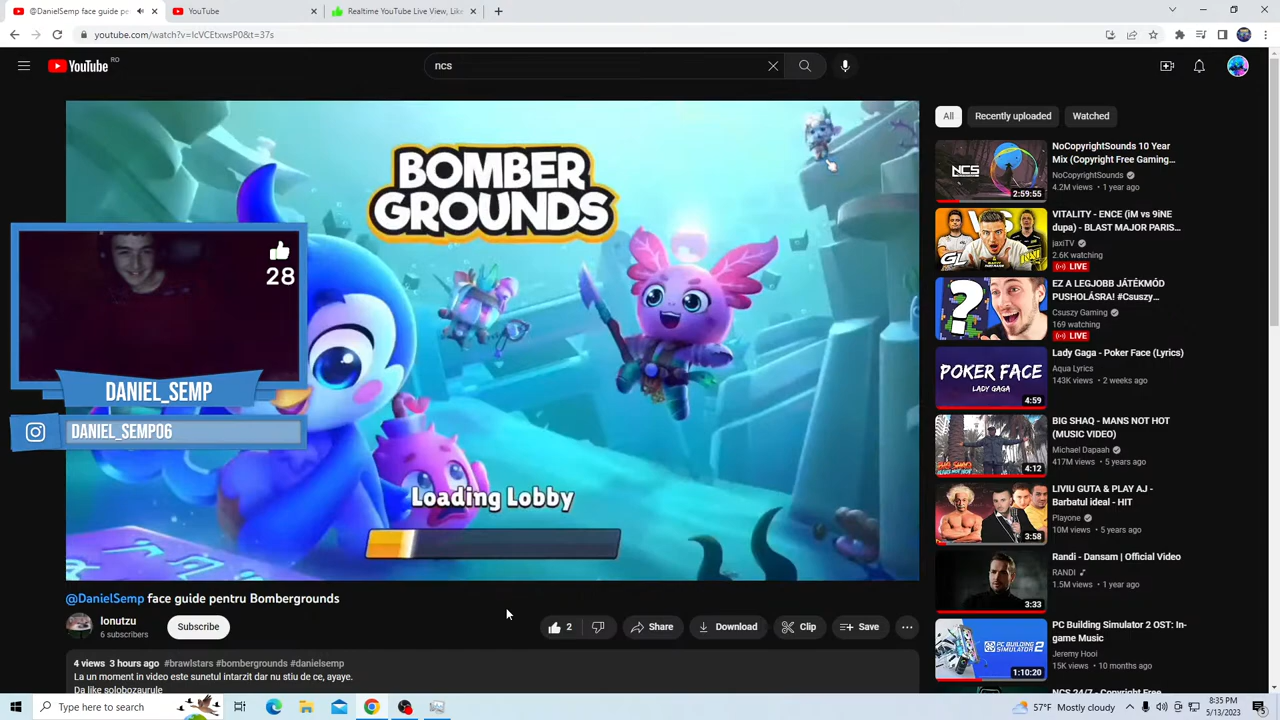 @DanielSemp face guide pe
YouTube
Realtime YouTube Live View, Like
youtube.com/watch?v=IcVCEtxwsP0&t=37s
YouTube RO
ncs
BOMBER
GROUNDS
28
DANIEL_SEMP
DANIEL_SEMP06
Loading Lobby
@DanielSemp face guide pentru Bombergrounds
Ionutzu
6 subscribers
Subscribe
2
Share
Download
Clip
Save
4 views 3 hours ago #brawlstars #bombergrounds #danielsemp
La un moment in video este sunetul intarzit dar nu stiu de ce,iyaye.
Da like solobozaurule
All
Recently uploaded
Watched
NCS
2:59:55
NoCopyrightSounds 10 Year
Mix (Copyright Free Gaming...
NoCopyrightSounds
4.2M views • 1 year ago
GL
VITALITY - ENCE (iM vs 9iNE
dupa) - BLAST MAJOR PARIS...
jaxiTV
2.6K watching
LIVE
?
EZ A LEGJOBB JÁTÉKMÓD
PUSHOLÁSRA! #Csuszy...
Csuszy Gaming
169 watching
LIVE
POKER FACE
LADY GAGA
4:59
Lady Gaga - Poker Face (Lyrics)
Aqua Lyrics
143K views • 2 weeks ago
4:12
BIG SHAQ - MANS NOT HOT
(MUSIC VIDEO)
Michael Dapaah
417M views • 5 years ago
3:58
LIVIU GUTA & PLAY AJ -
Barbatul ideal - HIT
Playone
10M views • 5 years ago
3:33
Randi - Dansam | Official Video
RANDI
1.5M views • 1 year ago
1:10:20
PC Building Simulator 2 OST: In-
game Music
Jeremy Hooi
15K views • 10 months ago
NCS 24/7 - Copyright Free
Type here to search
57°F Mostly cloudy
8:35 PM
5/13/2023
5